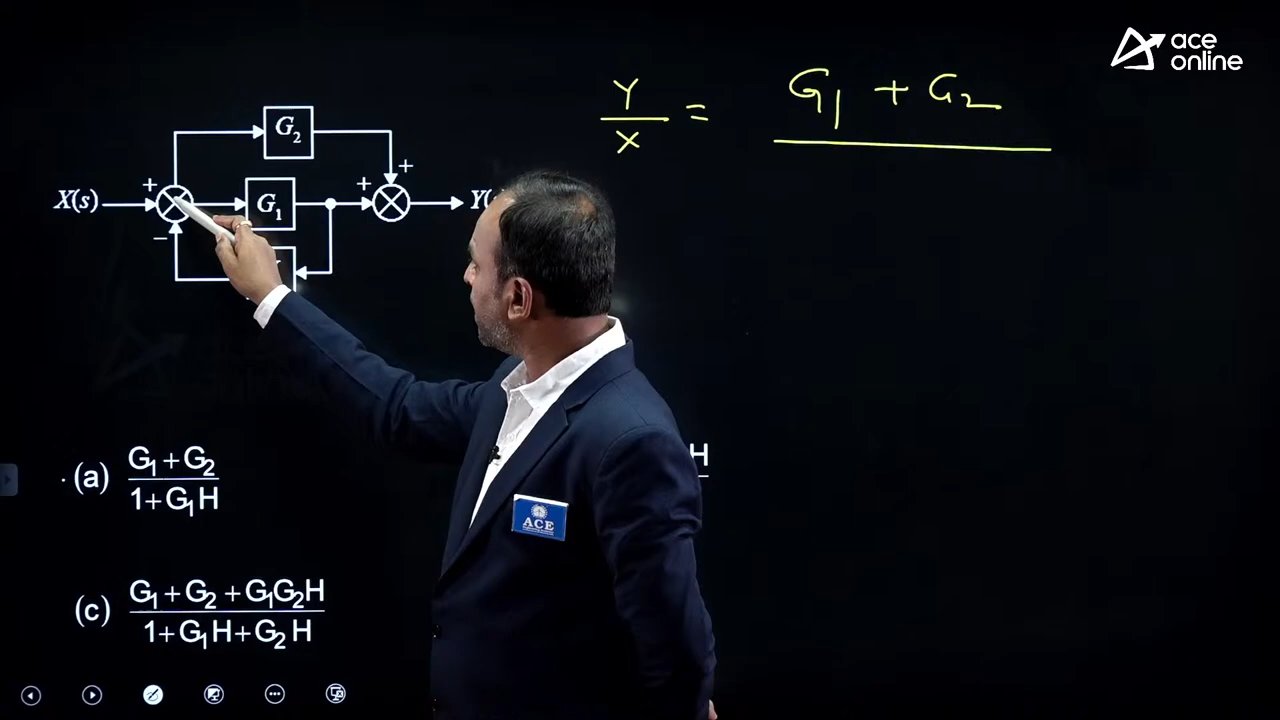 ace
online
Y/X = G₁ + G₂
G₂
+
+
+
X(s)
G₁
Y(
−
ACE
(a) G₁+G₂ / 1+G₁H
H
(c) G₁+G₂+G₁G₂H / 1+G₁H+G₂H